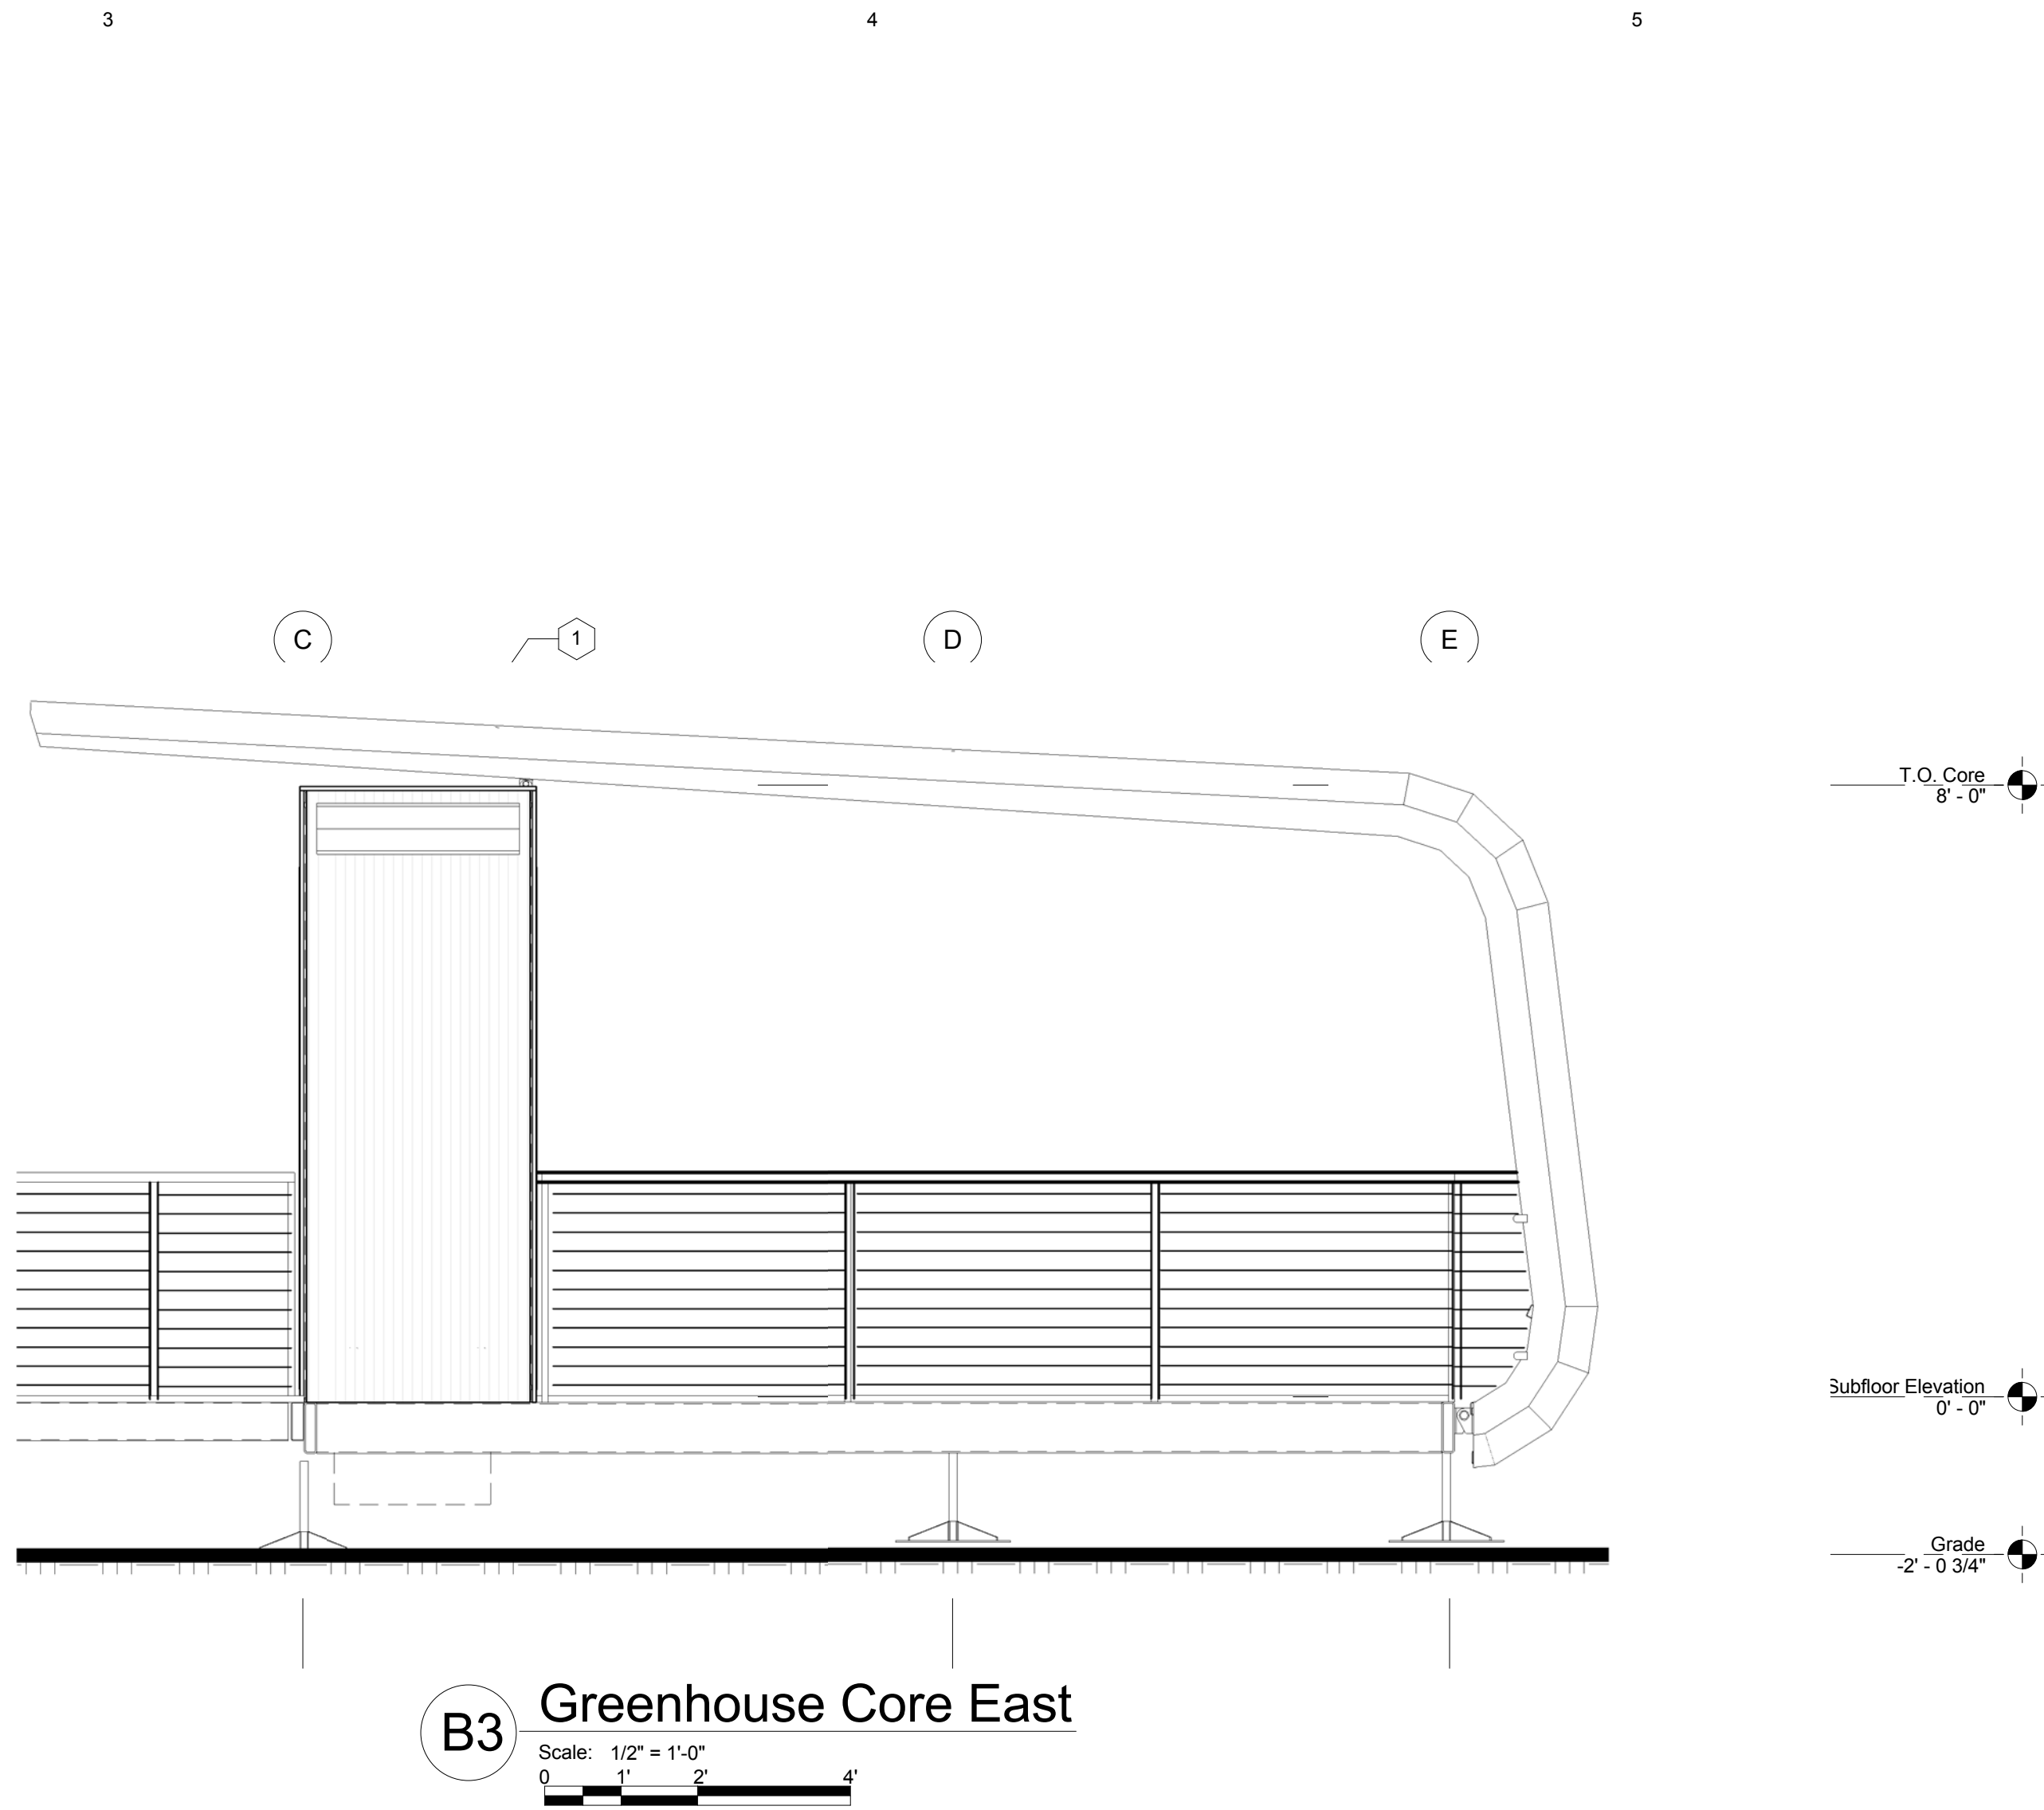 3 4 5
C 1 D E
T.O. Core
8' - 0"
Subfloor Elevation
0' - 0"
Grade
-2' - 0 3/4"
B3 Greenhouse Core East
Scale: 1/2" = 1'-0"
0 1' 2' 4'